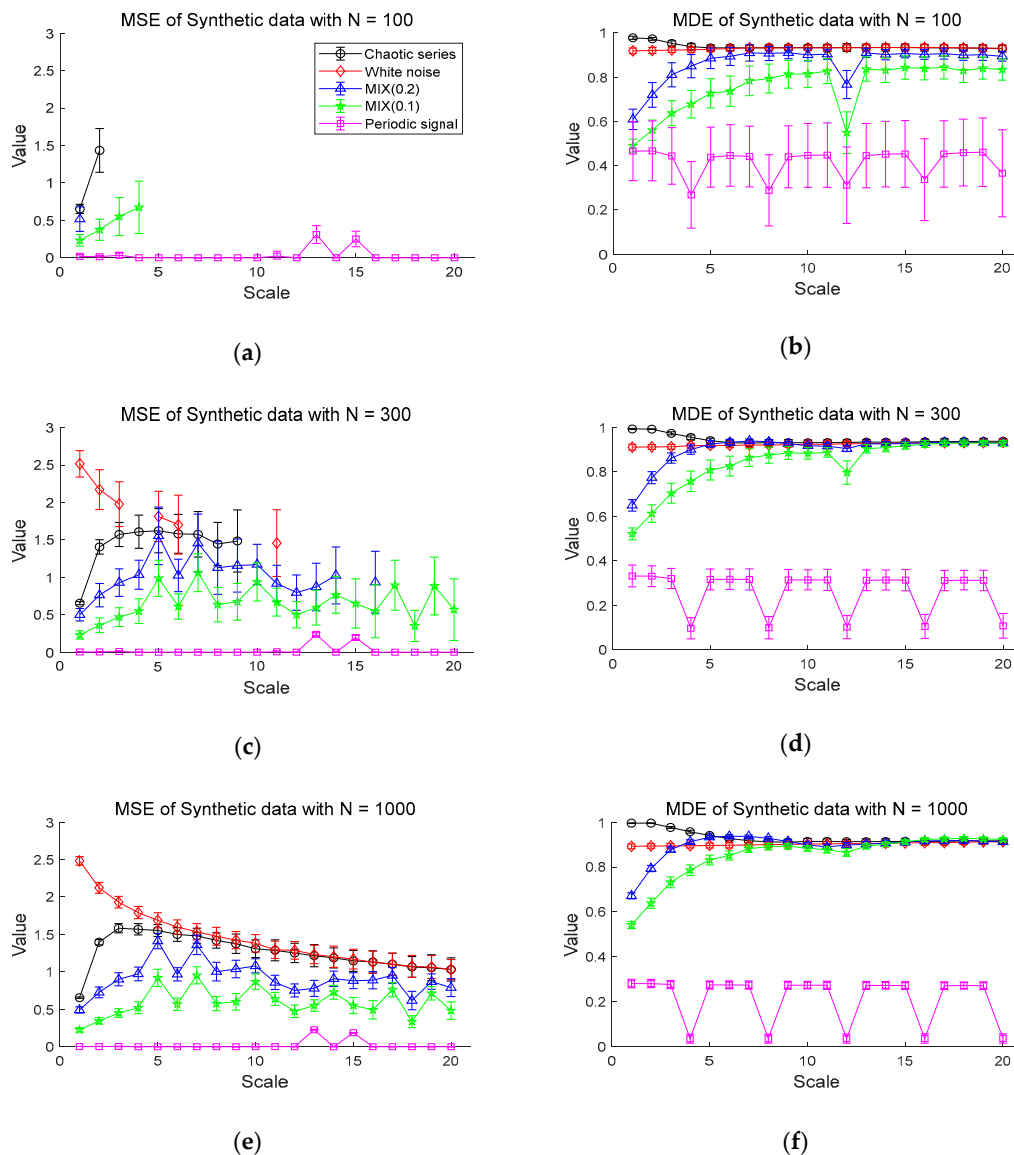 MSE of Synthetic data with N = 100
3
2.5
2
1.5
1
0.5
0
0 5 10 15 20
Value
Scale
Chaotic series
White noise
MIX(0.2)
MIX(0.1)
Periodic signal
(a)
MDE of Synthetic data with N = 100
1
0.8
0.6
0.4
0.2
0
0 5 10 15 20
Value
Scale
(b)
MSE of Synthetic data with N = 300
3
2.5
2
1.5
1
0.5
0
0 5 10 15 20
Value
Scale
(c)
MDE of Synthetic data with N = 300
1
0.8
0.6
0.4
0.2
0
0 5 10 15 20
Value
Scale
(d)
MSE of Synthetic data with N = 1000
3
2.5
2
1.5
1
0.5
0
0 5 10 15 20
Value
Scale
(e)
MDE of Synthetic data with N = 1000
1
0.8
0.6
0.4
0.2
0
0 5 10 15 20
Value
Scale
(f)